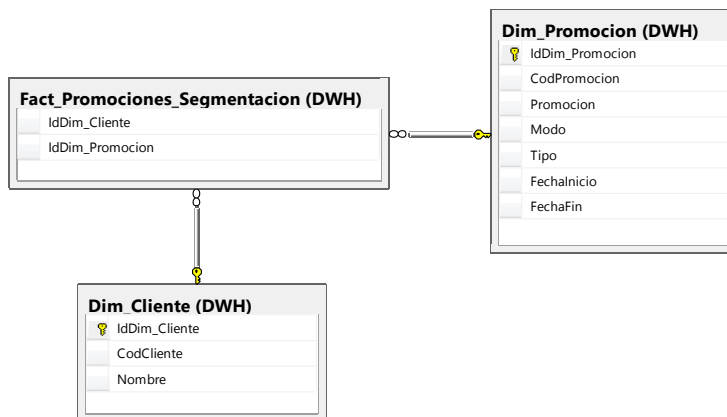 Dim_Promocion (DWH)
IdDim_Promocion
CodPromocion
Promocion
Modo
Tipo
FechaInicio
FechaFin
Fact_Promociones_Segmentacion (DWH)
IdDim_Cliente
IdDim_Promocion
Dim_Cliente (DWH)
IdDim_Cliente
CodCliente
Nombre